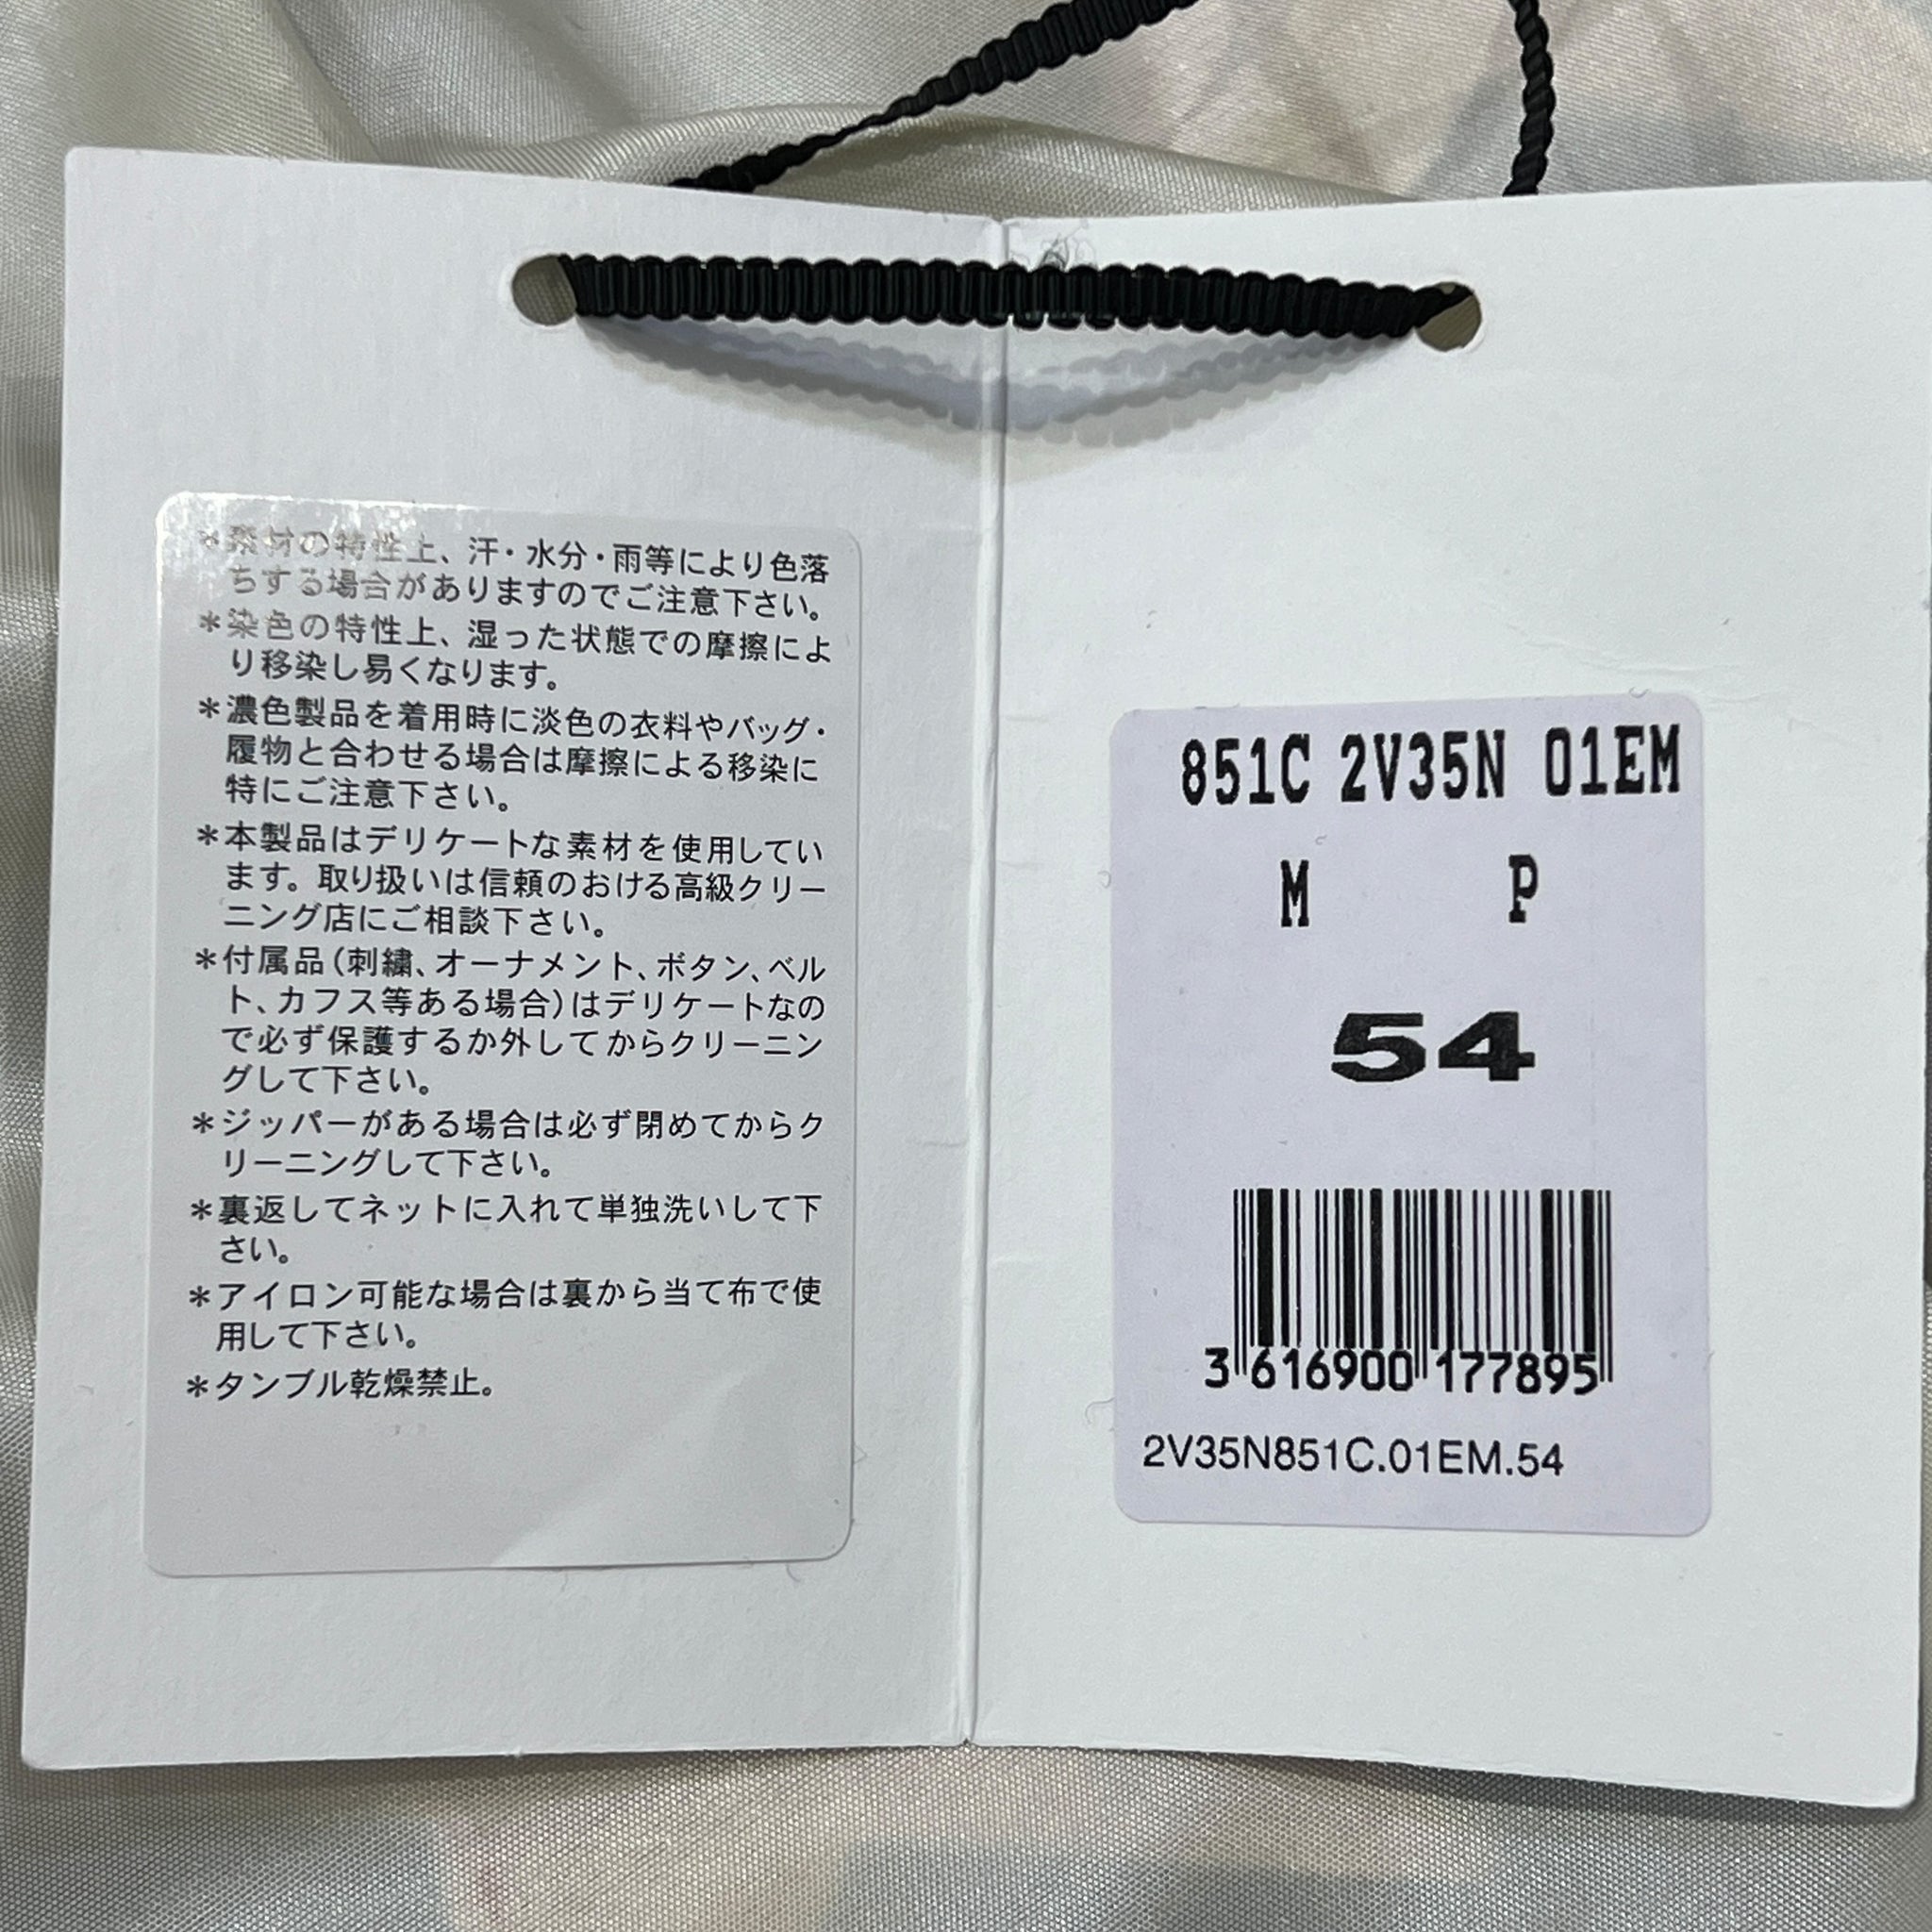 *素材の特性上、汗・水分・雨等により色落
ちする場合がありますのでご注意下さい。
*染色の特性上、湿った状態での摩擦によ
り移染し易くなります。
*濃色製品を着用時に淡色の衣料やバッグ・
履物と合わせる場合は摩擦による移染に
特にご注意下さい。
*本製品はデリケートな素材を使用してい
ます。取り扱いは信頼のおける高級クリー
ニング店にご相談下さい。
*付属品(刺繍、オーナメント、ボタン、ベル
ト、カフス等ある場合)はデリケートなの
で必ず保護するか外してからクリーニン
グして下さい。
*ジッパーがある場合は必ず閉めてからク
リーニングして下さい。
*裏返してネットに入れて単独洗いして下
さい。
*アイロン可能な場合は裏から当て布で使
用して下さい。
*タンブル乾燥禁止。
851C 2V35N 01EM
M P
54
3 616900 177895
2V35N851C.01EM.54